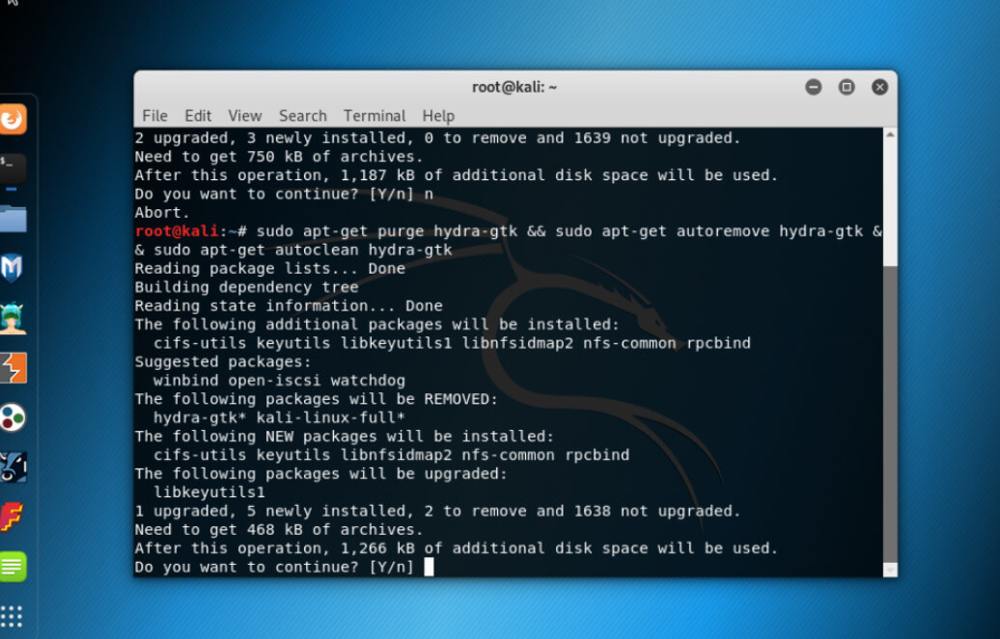 root@kali: ~
File Edit View Search Terminal Help
2 upgraded, 3 newly installed, 0 to remove and 1639 not upgraded.
Need to get 750 kB of archives.
After this operation, 1,187 kB of additional disk space will be used.
Do you want to continue? [Y/n] n
Abort.
root@kali:~# sudo apt-get purge hydra-gtk && sudo apt-get autoremove hydra-gtk &
& sudo apt-get autoclean hydra-gtk
Reading package lists... Done
Building dependency tree
Reading state information... Done
The following additional packages will be installed:
  cifs-utils keyutils libkeyutils1 libnfsidmap2 nfs-common rpcbind
Suggested packages:
  winbind open-iscsi watchdog
The following packages will be REMOVED:
  hydra-gtk* kali-linux-full*
The following NEW packages will be installed:
  cifs-utils keyutils libnfsidmap2 nfs-common rpcbind
The following packages will be upgraded:
  libkeyutils1
1 upgraded, 5 newly installed, 2 to remove and 1638 not upgraded.
Need to get 468 kB of archives.
After this operation, 1,266 kB of additional disk space will be used.
Do you want to continue? [Y/n]